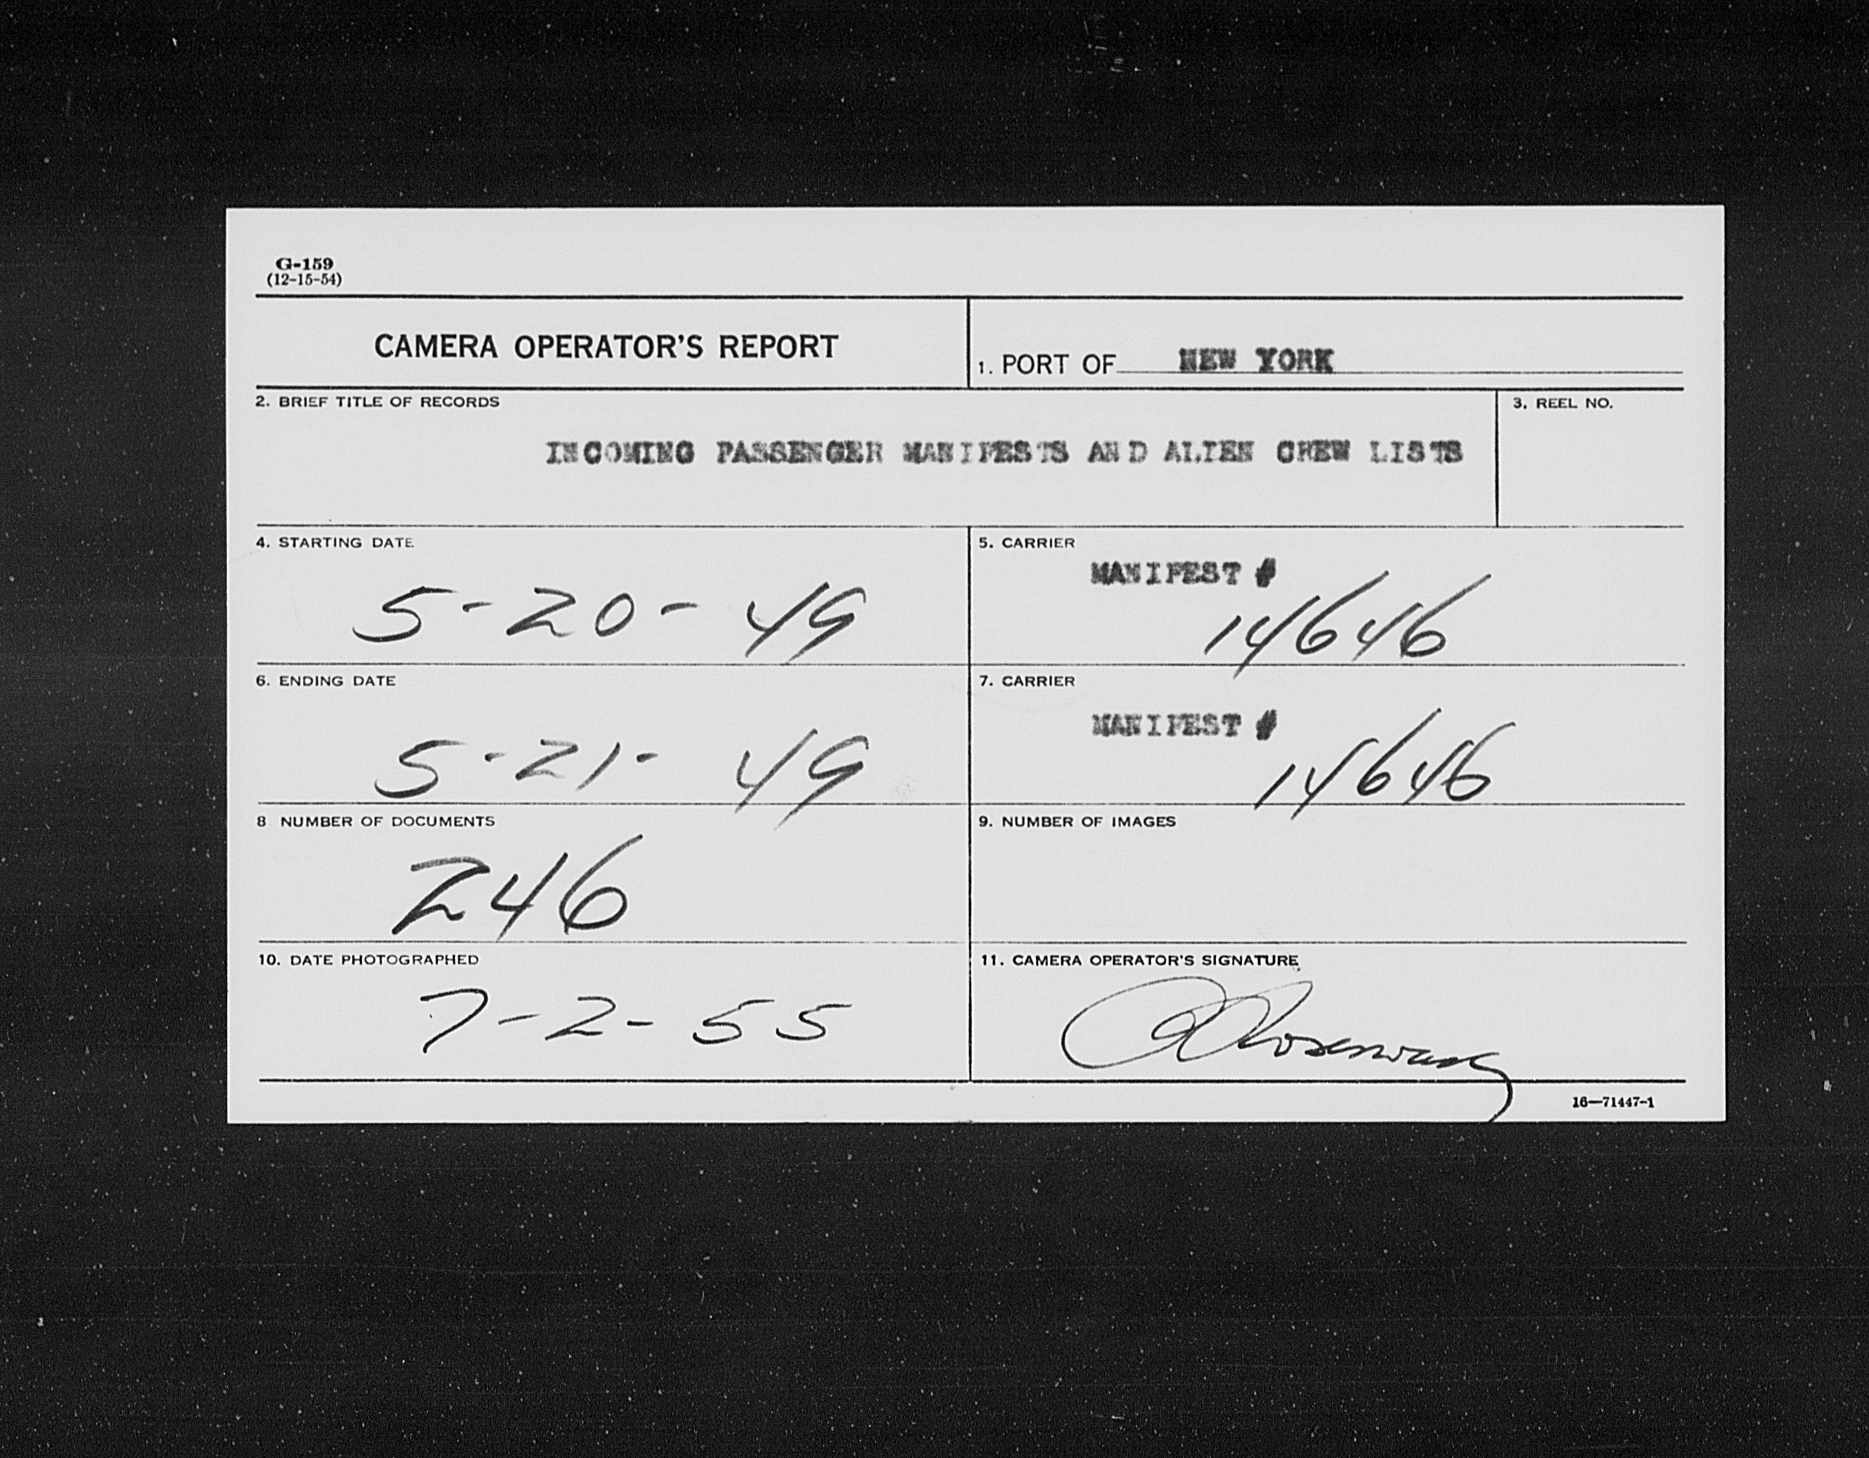 G-159
(12-15-54)
CAMERA OPERATOR'S REPORT
1. PORT OF NEW YORK
2. BRIEF TITLE OF RECORDS
3. REEL NO.
INCOMING PASSENGER MANIFESTS AND ALIEN CREW LISTS
4. STARTING DATE
5-20-49
5. CARRIER
MANIFEST #
14646
6. ENDING DATE
5-21-49
7. CARRIER
MANIFEST #
14646
8 NUMBER OF DOCUMENTS
246
9. NUMBER OF IMAGES
10. DATE PHOTOGRAPHED
7-2-55
11. CAMERA OPERATOR'S SIGNATURE
16—71447-1